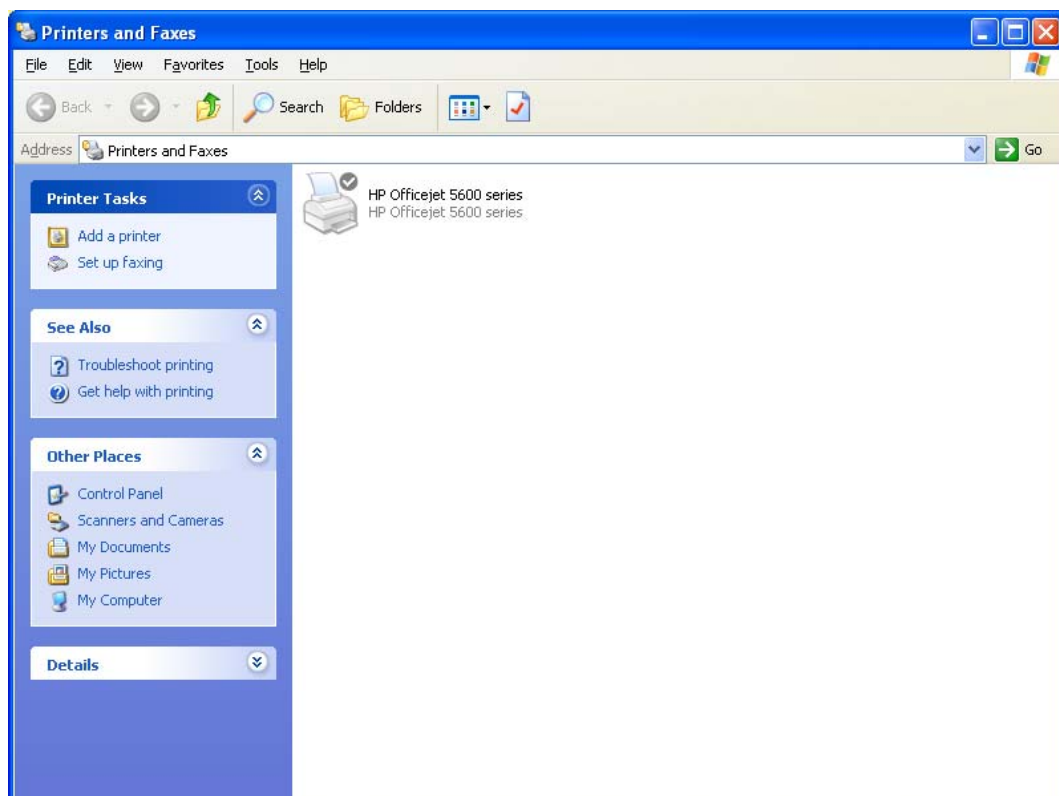 Printers and Faxes
File Edit View Favorites Tools Help
Back Search Folders
Address Printers and Faxes Go
Printer Tasks
Add a printer
Set up faxing
See Also
Troubleshoot printing
Get help with printing
Other Places
Control Panel
Scanners and Cameras
My Documents
My Pictures
My Computer
Details
HP Officejet 5600 series
HP Officejet 5600 series